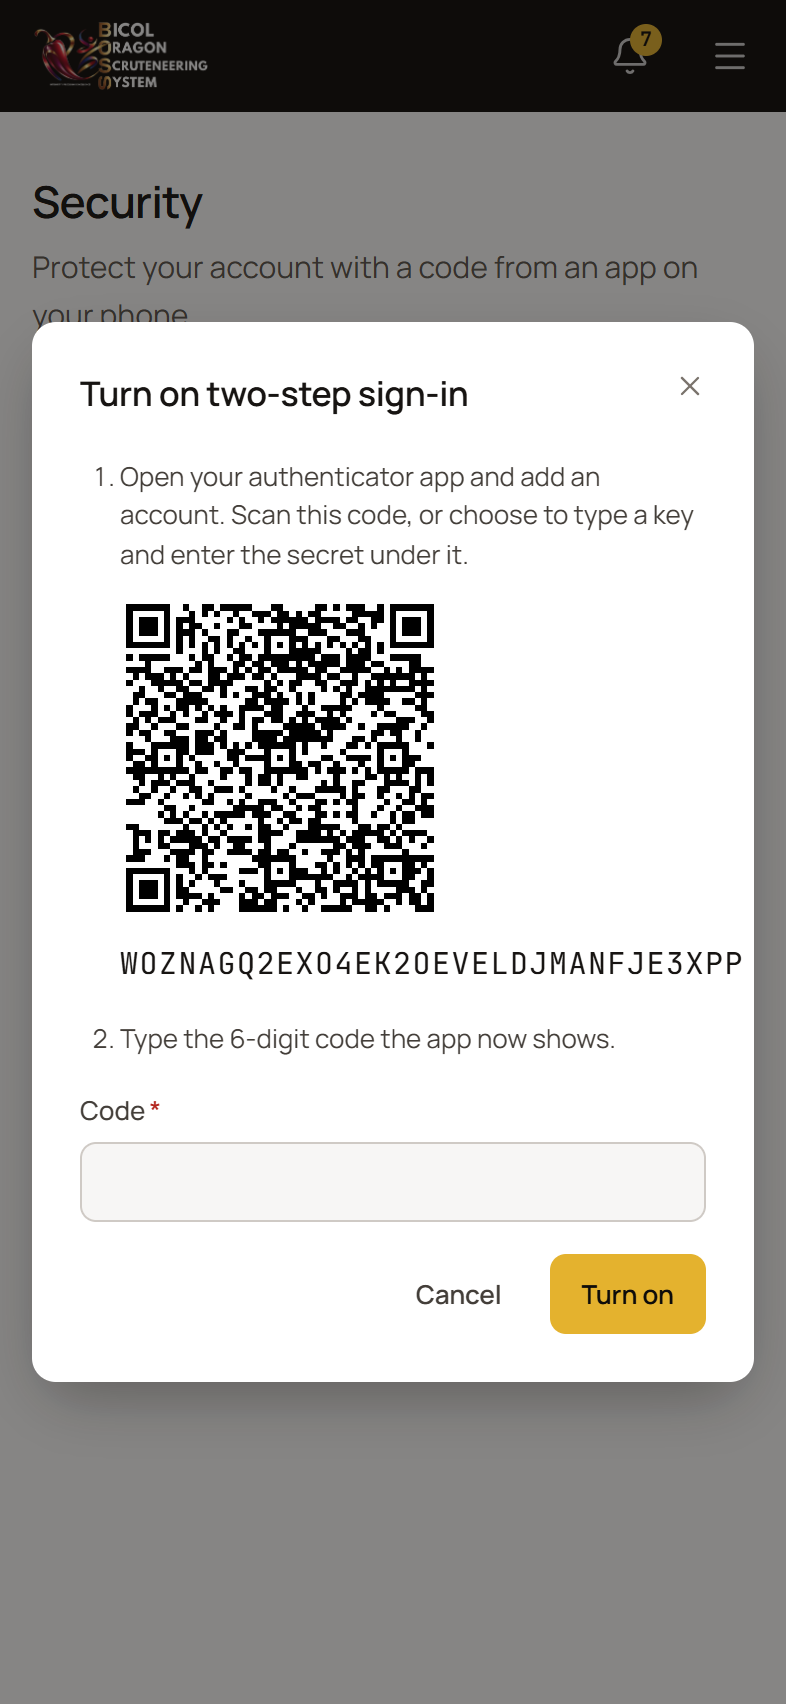 BICOL
DRAGON
SCRUTENEERING
SYSTEM
7
Security
Protect your account with a code from an app on
your phone
Turn on two-step sign-in
1. Open your authenticator app and add an
account. Scan this code, or choose to type a key
and enter the secret under it.
WOZNAGQ2EXO4EK2OEVELDJMANFJE3XPP
2. Type the 6-digit code the app now shows.
Code *
Cancel
Turn on